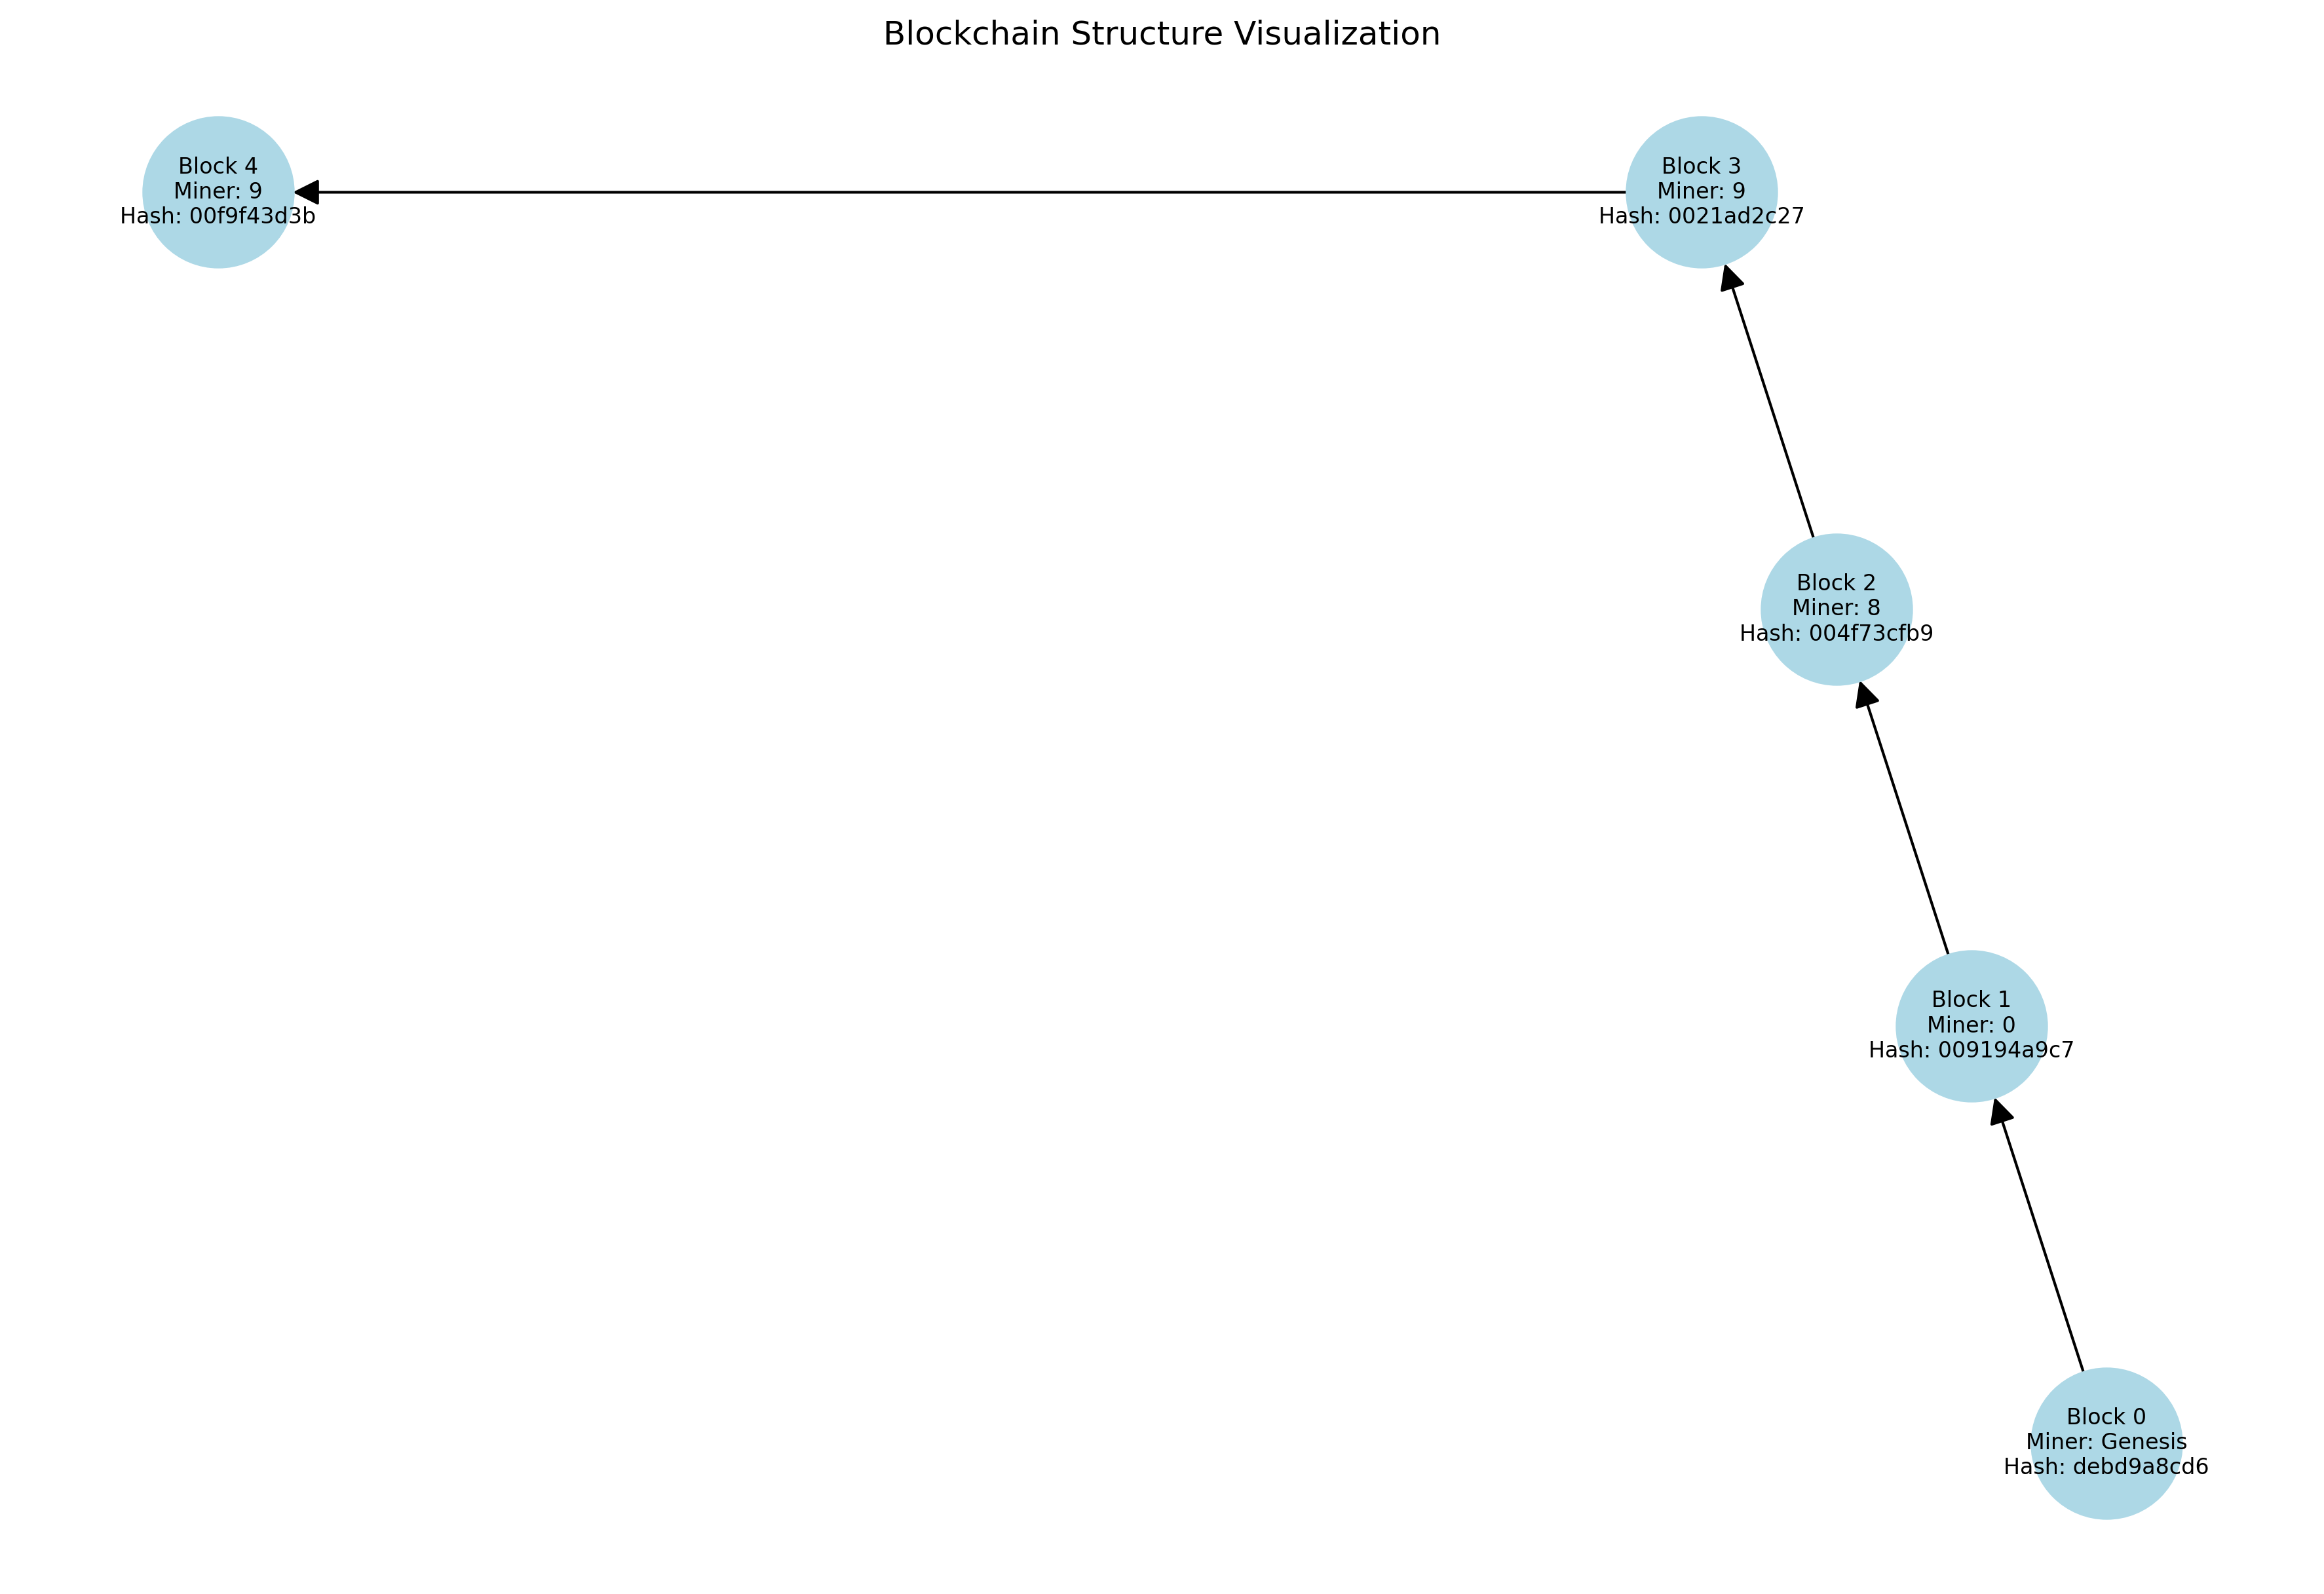 Blockchain Structure Visualization
Block 4
Miner: 9
Hash: 00f9f43d3b
Block 3
Miner: 9
Hash: 0021ad2c27
Block 2
Miner: 8
Hash: 004f73cfb9
Block 1
Miner: 0
Hash: 009194a9c7
Block 0
Miner: Genesis
Hash: debd9a8cd6